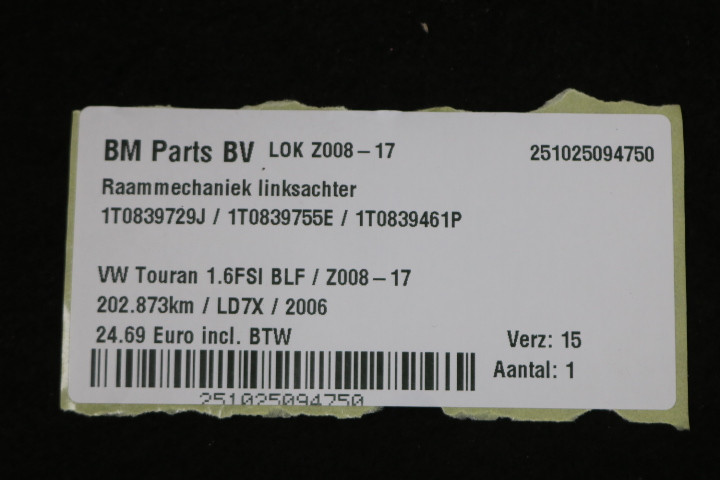 BM Parts BV LOK Z008-17 251025094750
Raammechaniek linksachter
1T0839729J / 1T0839755E / 1T0839461P
VW Touran 1.6FSI BLF / Z008-17
202.873km / LD7X / 2006
24.69 Euro incl. BTW Verz: 15
Aantal: 1
251025094750